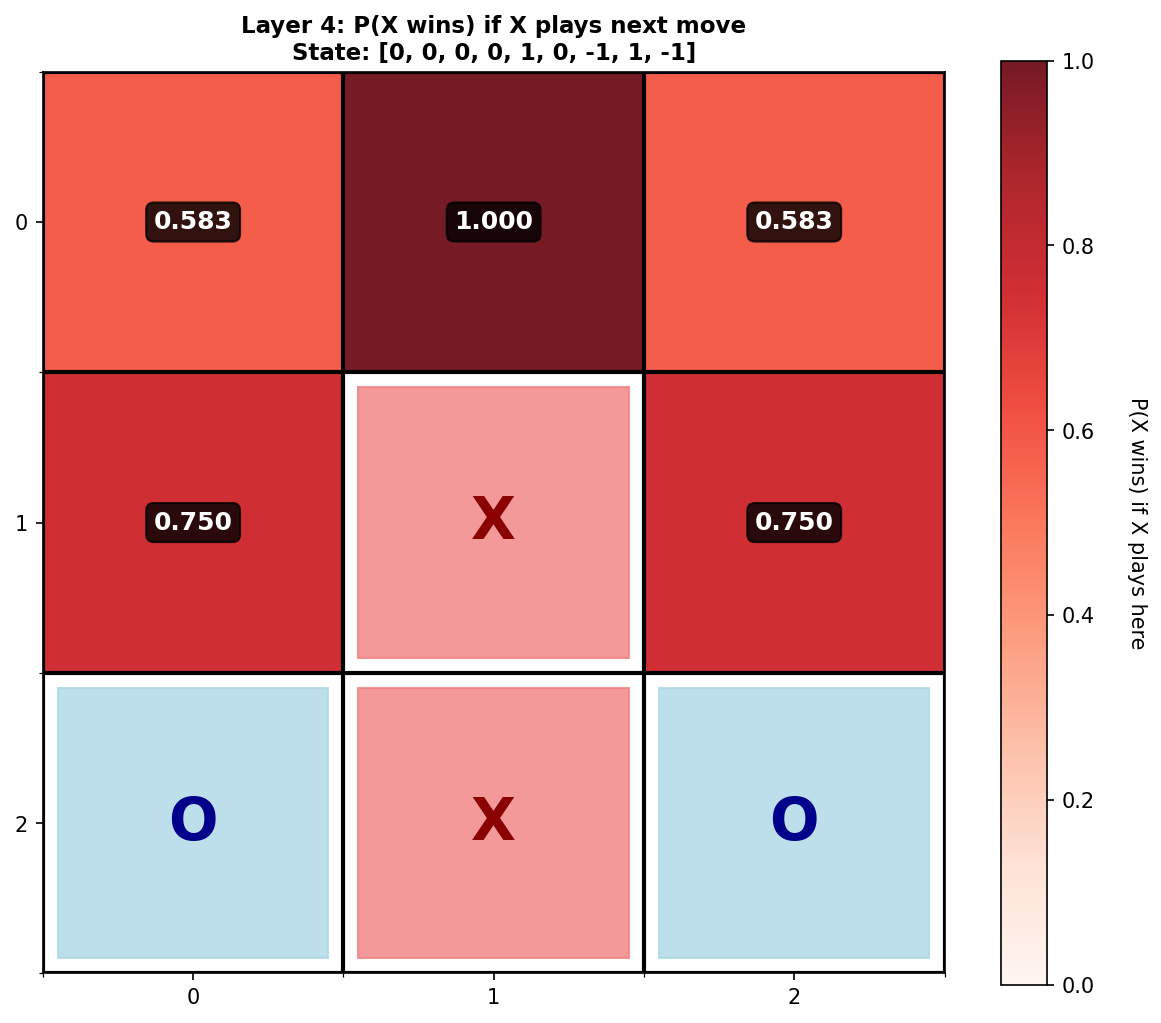 Layer 4: P(X wins) if X plays next move
State: [0, 0, 0, 0, 1, 0, -1, 1, -1]
0.583
1.000
0.583
0.750
X
0.750
O
X
O
0
1
2
0
1
2
1.0
0.8
0.6
0.4
0.2
0.0
P(X wins) if X plays here